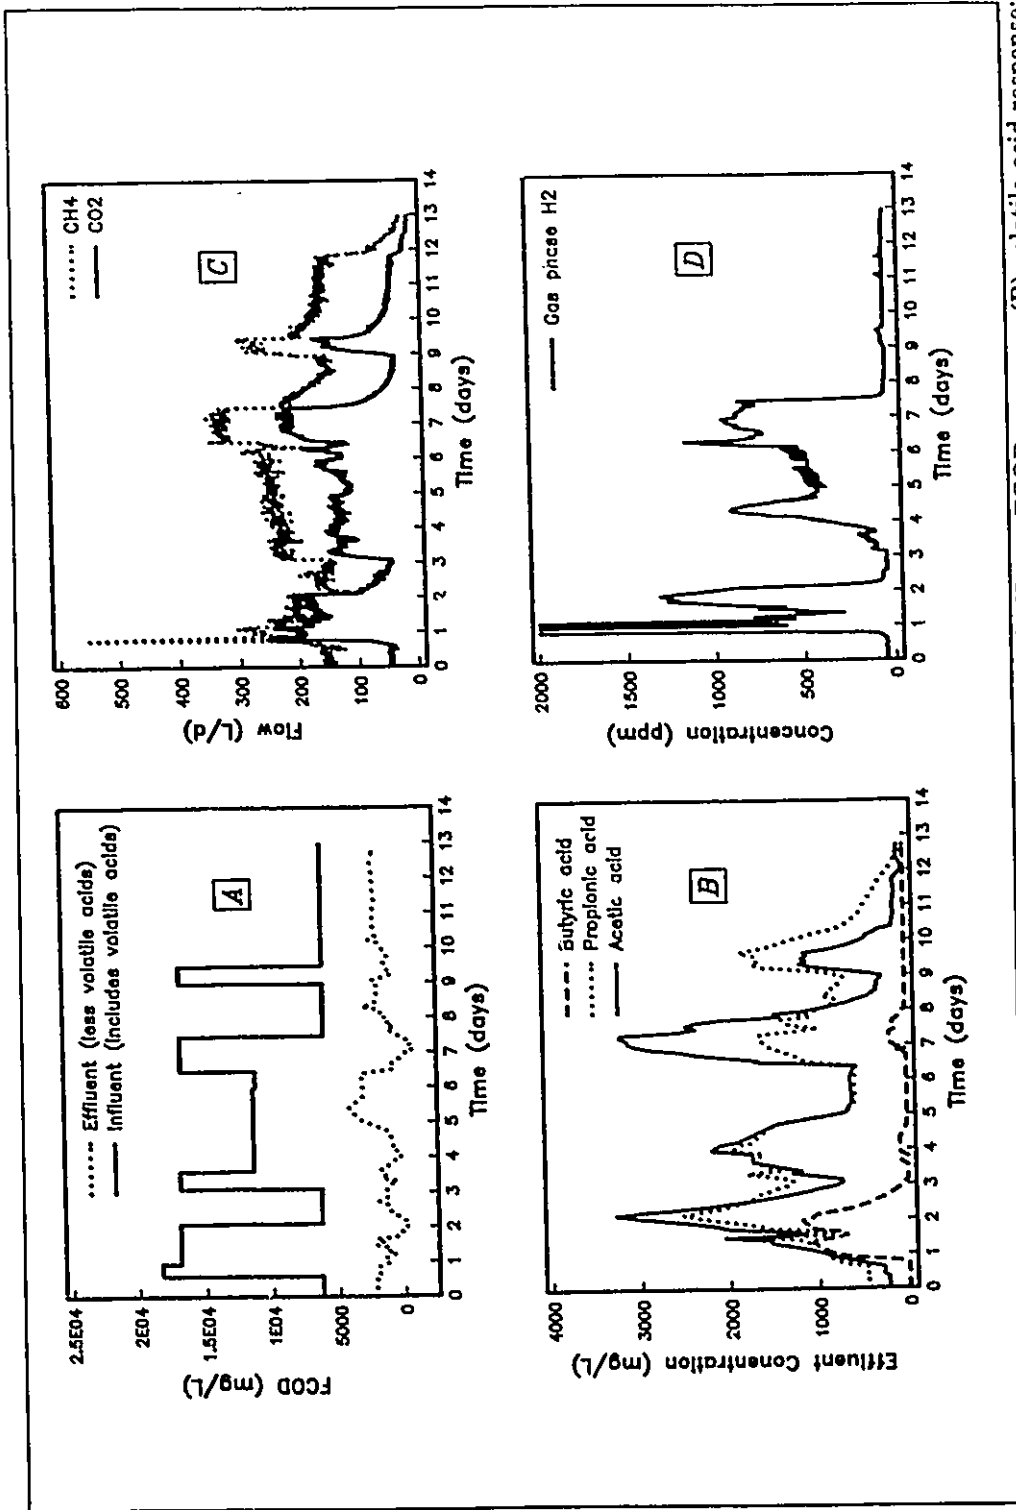 2.5E04
2E04
1.5E04
1E04
5000
0
FCOD (mg/L)
Effluent (less volatile acids)
Influent (includes volatile acids)
A
0 1 2 3 4 5 6 7 8 9 10 11 12 13 14
Time (days)
600
500
400
300
200
100
0
Flow (L/d)
CH4
CO2
C
0 1 2 3 4 5 6 7 8 9 10 11 12 13 14
Time (days)
4000
3000
2000
1000
0
Effluent Concentration (mg/L)
Butyric acid
Propionic acid
Acetic acid
B
0 1 2 3 4 5 6 7 8 9 10 11 12 13 14
Time (days)
2000
1500
1000
500
0
Concentration (ppm)
Gas phase H2
D
0 1 2 3 4 5 6 7 8 9 10 11 12 13 14
Time (days)
acid response;